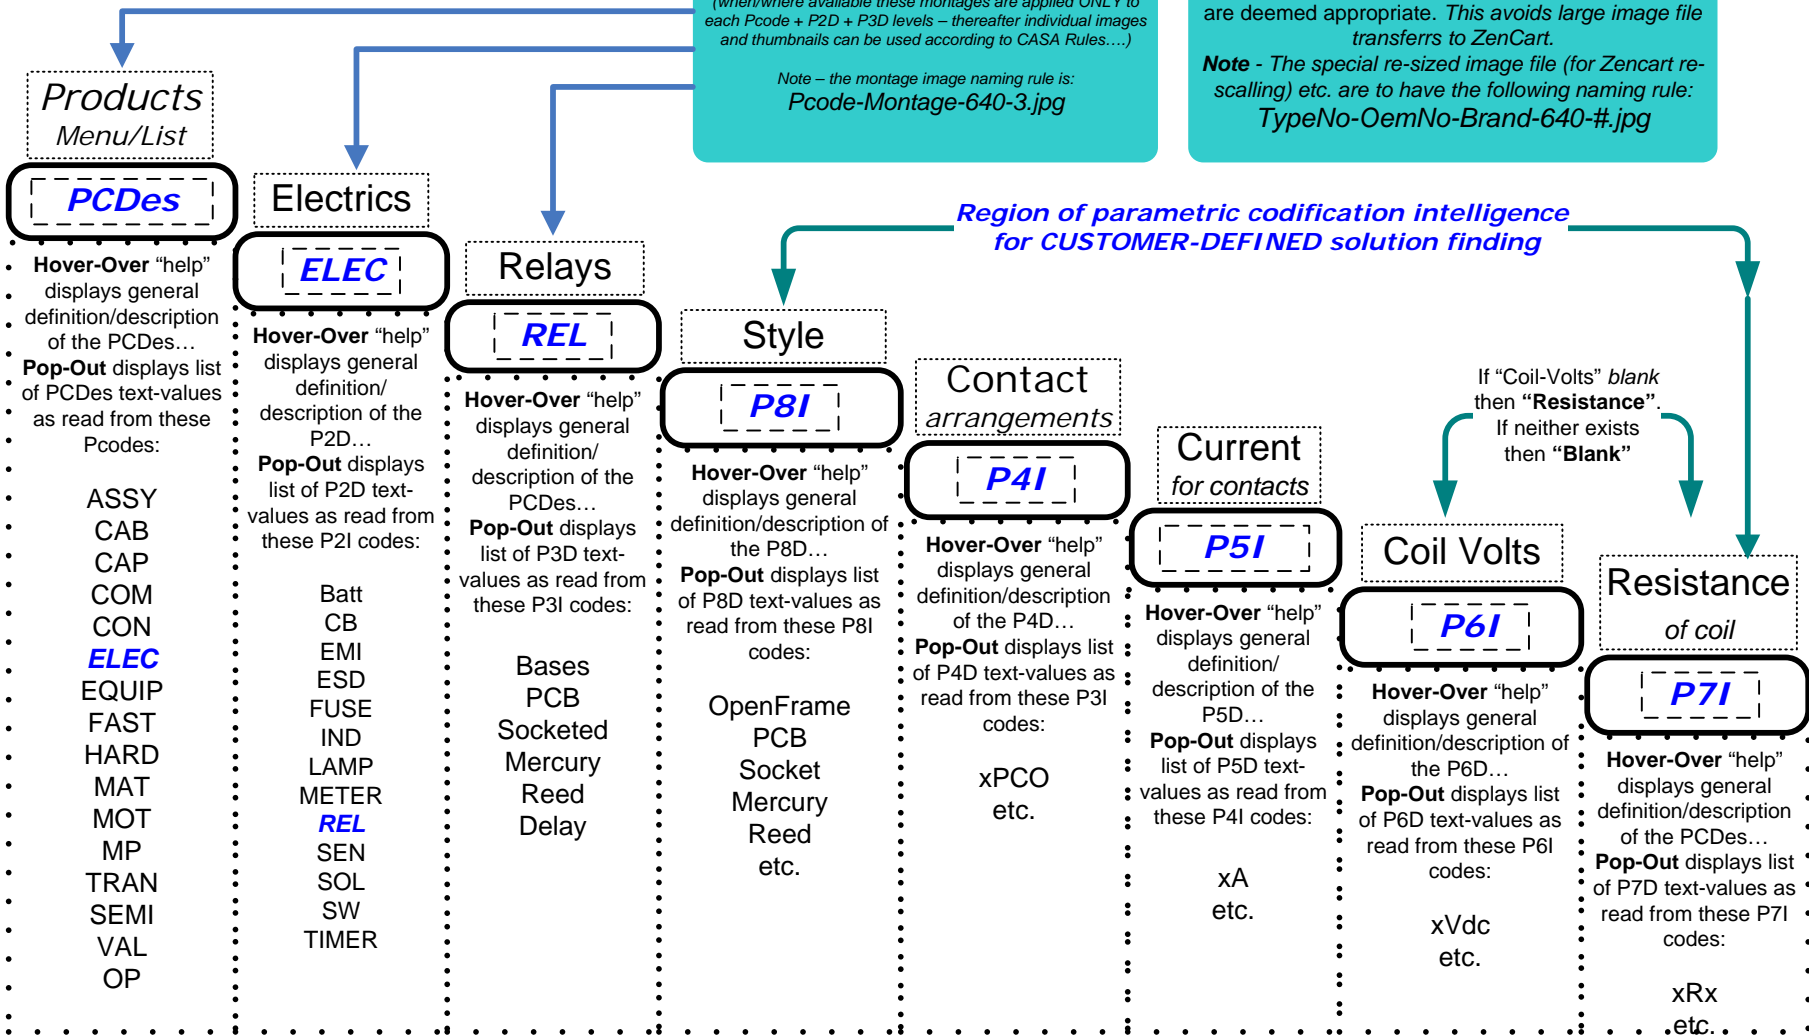 (when/where available these montages are applied ONLY to
each Pcode + P2D + P3D levels – thereafter individual images
and thumbnails can be used according to CASA Rules….)
Note – the montage image naming rule is:
Pcode-Montage-640-3.jpg
are deemed appropriate. This avoids large image file
transferrs to ZenCart.
Note - The special re-sized image file (for Zencart re-
scalling) etc. are to have the following naming rule:
TypeNo-OemNo-Brand-640-#.jpg
Region of parametric codification intelligence
for CUSTOMER-DEFINED solution finding
Products
Menu/List
PCDes
Hover-Over “help”
displays general
definition/description
of the PCDes…
Pop-Out displays list
of PCDes text-values
as read from these
Pcodes:
ASSY
CAB
CAP
COM
CON
ELEC
EQUIP
FAST
HARD
MAT
MOT
MP
TRAN
SEMI
VAL
OP
Electrics
ELEC
Hover-Over “help”
displays general
definition/
description of the
P2D…
Pop-Out displays
list of P2D text-
values as read from
these P2I codes:
Batt
CB
EMI
ESD
FUSE
IND
LAMP
METER
REL
SEN
SOL
SW
TIMER
Relays
REL
Hover-Over “help”
displays general
definition/
description of the
PCDes…
Pop-Out displays
list of P3D text-
values as read from
these P3I codes:
Bases
PCB
Socketed
Mercury
Reed
Delay
Style
P8I
Hover-Over “help”
displays general
definition/description of
the P8D…
Pop-Out displays list
of P8D text-values as
read from these P8I
codes:
OpenFrame
PCB
Socket
Mercury
Reed
etc.
Contact
arrangements
P4I
Hover-Over “help”
displays general
definition/description
of the P4D…
Pop-Out displays list
of P4D text-values as
read from these P3I
codes:
xPCO
etc.
Current
for contacts
P5I
Hover-Over “help”
displays general
definition/
description of the
P5D…
Pop-Out displays
list of P5D text-
values as read from
these P4I codes:
xA
etc.
If “Coil-Volts” blank
then “Resistance”.
If neither exists
then “Blank”
Coil Volts
P6I
Hover-Over “help”
displays general
definition/description of
the P6D…
Pop-Out displays list
of P6D text-values as
read from these P6I
codes:
xVdc
etc.
Resistance
of coil
P7I
Hover-Over “help”
displays general
definition/description
of the PCDes…
Pop-Out displays list
of P7D text-values as
read from these P7I
codes:
xRx
etc.